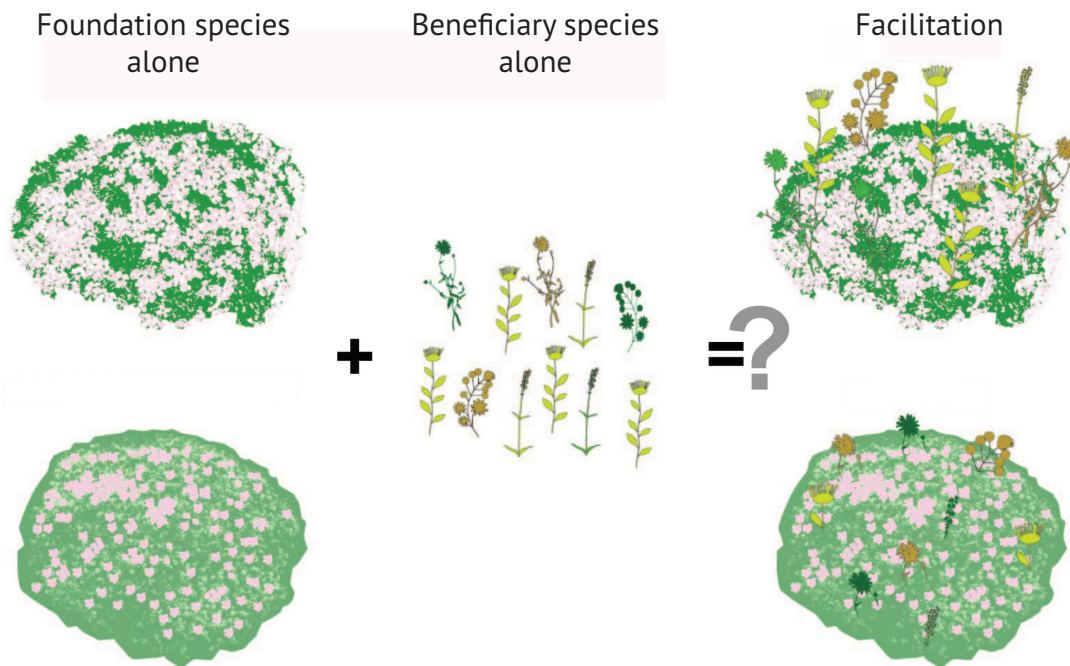 Foundation species
alone
Beneficiary species
alone
Facilitation
+
=?